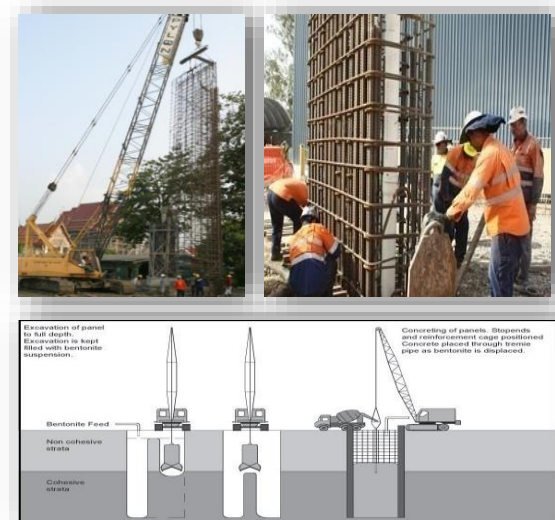 PYLON
Excavation of panel
to full depth.
Excavation is kept
filled with bentonite
suspension.
Concreting of panels. Stopends
and reinforcement cage positioned
Concrete placed through tremie
pipe as bentonite is displaced.
Bentonite Feed
Non cohesive
strata
Cohesive
strata